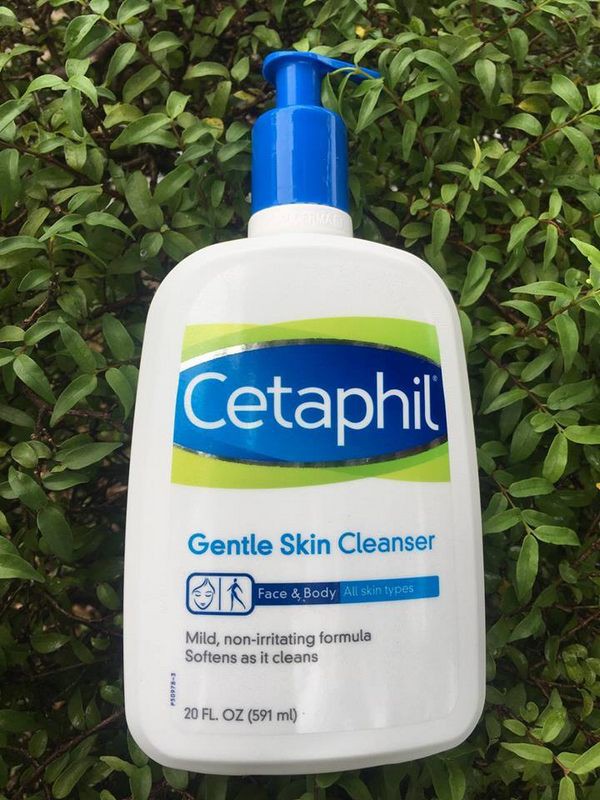 Cetaphil
Gentle Skin Cleanser
Face & Body All skin types
Mild, non-irritating formula
Softens as it cleans
20 FL. OZ (591 ml)